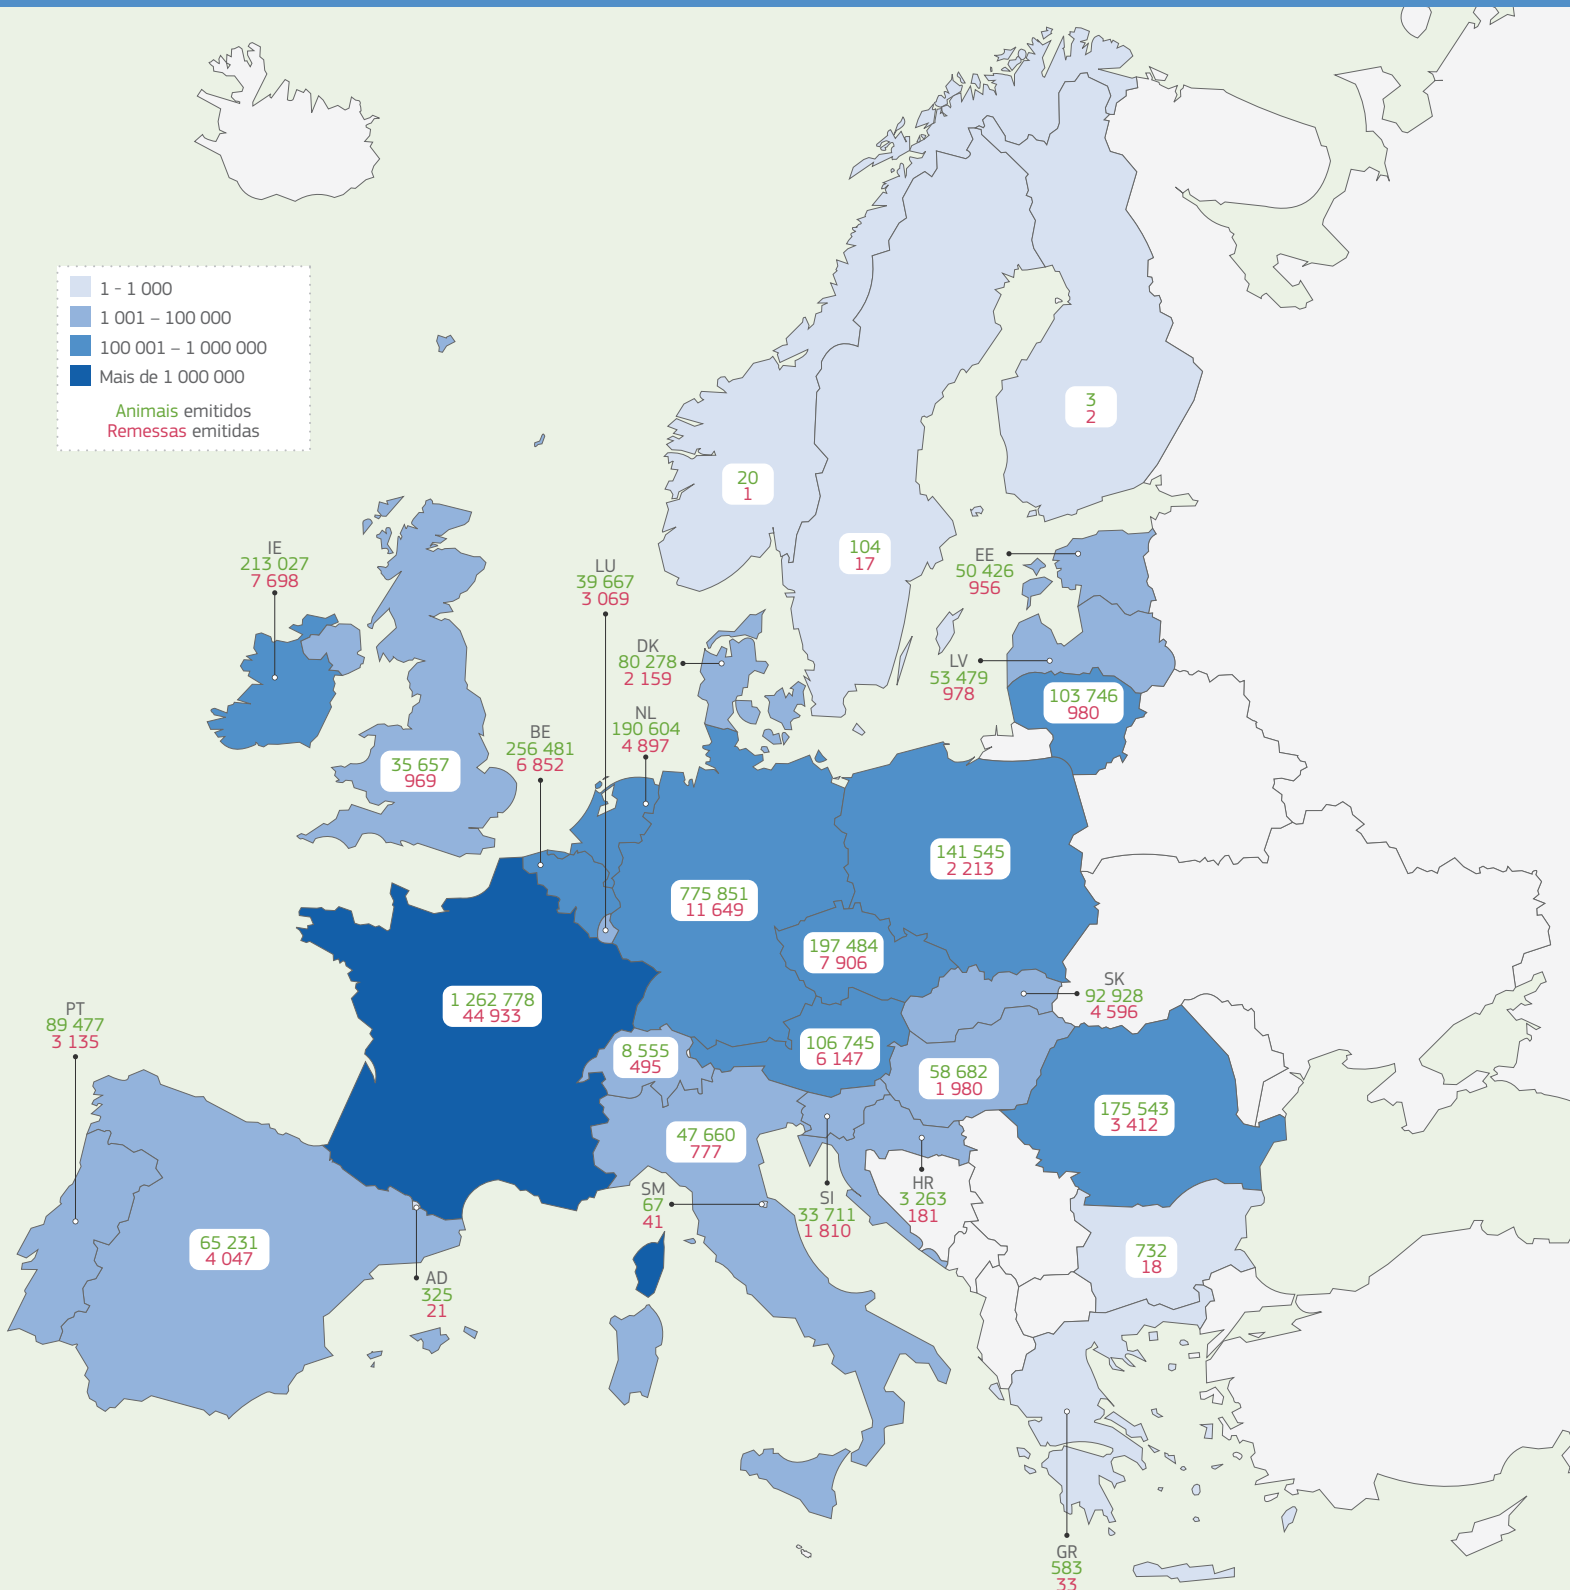 1 - 1 000
1 001 – 100 000
100 001 – 1 000 000
Mais de 1 000 000
Animais emitidos
Remessas emitidas
3
2
20
1
104
17
EE
50 426
956
IE
213 027
7 698
LU
39 667
3 069
DK
80 278
2 159
LV
53 479
978
103 746
980
NL
190 604
4 897
BE
256 481
6 852
35 657
969
141 545
2 213
775 851
11 649
197 484
7 906
SK
92 928
4 596
1 262 778
44 933
PT
89 477
3 135
8 555
495
106 745
6 147
58 682
1 980
175 543
3 412
47 660
777
SM
67
41
SI
33 711
1 810
HR
3 263
181
65 231
4 047
732
18
AD
325
21
GR
583
33